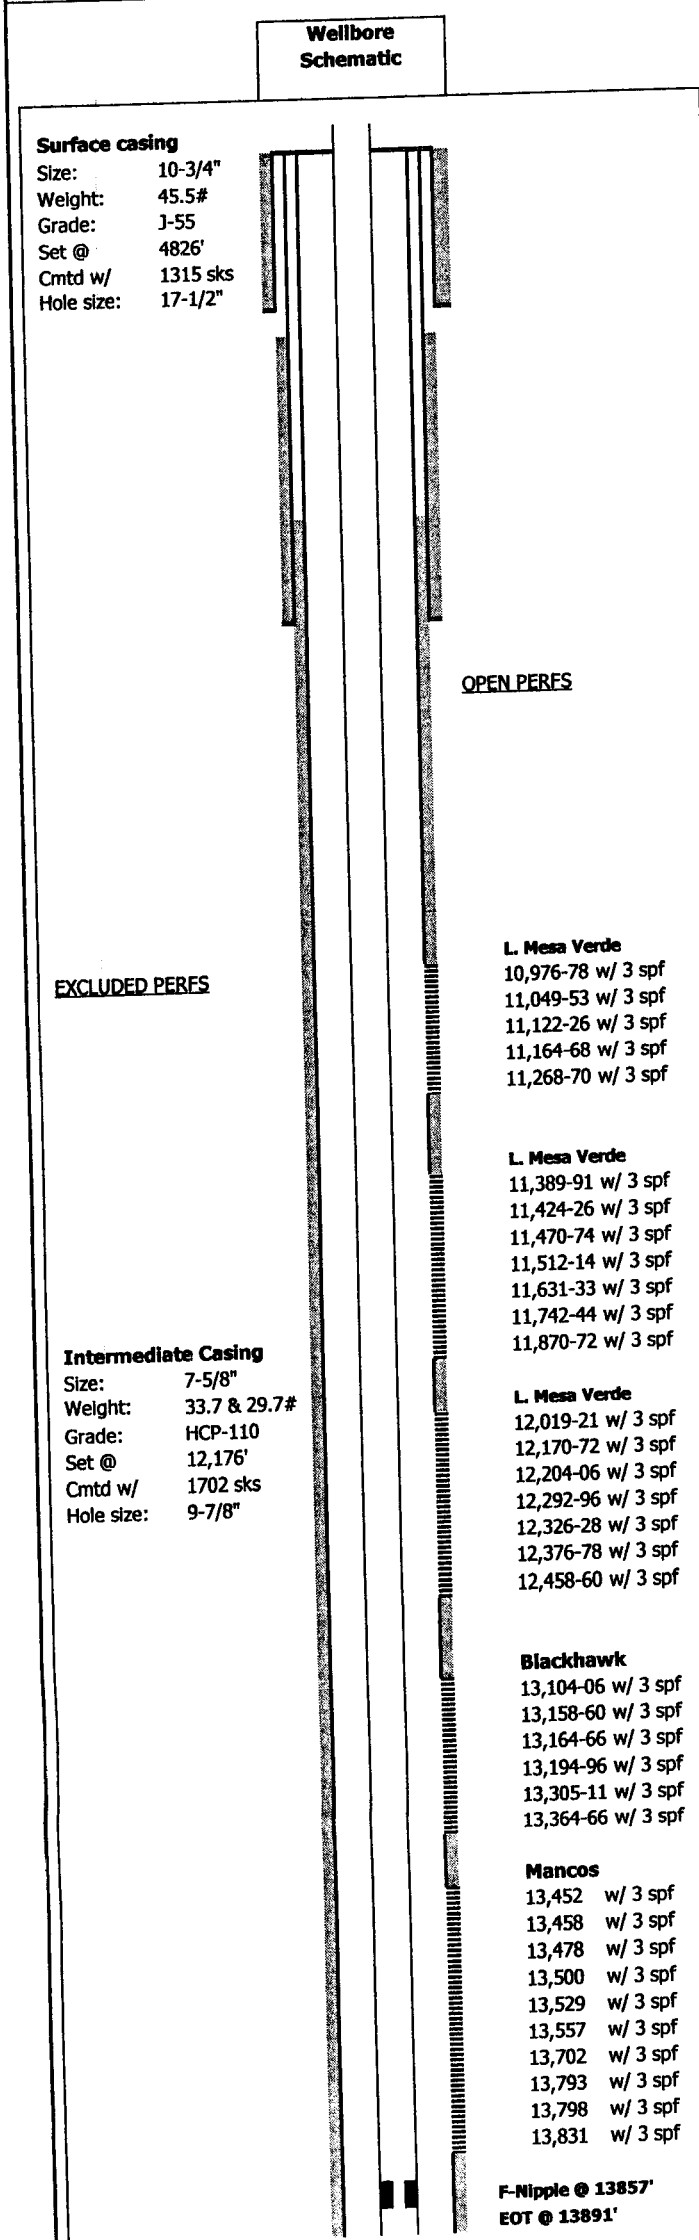 Wellbore
Schematic
Surface casing
Size: 10-3/4"
Weight: 45.5#
Grade: J-55
Set @ 4826'
Cmtd w/ 1315 sks
Hole size: 17-1/2"
OPEN PERFS
EXCLUDED PERFS
L. Mesa Verde
10,976-78 w/ 3 spf
11,049-53 w/ 3 spf
11,122-26 w/ 3 spf
11,164-68 w/ 3 spf
11,268-70 w/ 3 spf
L. Mesa Verde
11,389-91 w/ 3 spf
11,424-26 w/ 3 spf
11,470-74 w/ 3 spf
11,512-14 w/ 3 spf
11,631-33 w/ 3 spf
11,742-44 w/ 3 spf
11,870-72 w/ 3 spf
Intermediate Casing
Size: 7-5/8"
Weight: 33.7 & 29.7#
Grade: HCP-110
Set @ 12,176'
Cmtd w/ 1702 sks
Hole size: 9-7/8"
L. Mesa Verde
12,019-21 w/ 3 spf
12,170-72 w/ 3 spf
12,204-06 w/ 3 spf
12,292-96 w/ 3 spf
12,326-28 w/ 3 spf
12,376-78 w/ 3 spf
12,458-60 w/ 3 spf
Blackhawk
13,104-06 w/ 3 spf
13,158-60 w/ 3 spf
13,164-66 w/ 3 spf
13,194-96 w/ 3 spf
13,305-11 w/ 3 spf
13,364-66 w/ 3 spf
Mancos
13,452 w/ 3 spf
13,458 w/ 3 spf
13,478 w/ 3 spf
13,500 w/ 3 spf
13,529 w/ 3 spf
13,557 w/ 3 spf
13,702 w/ 3 spf
13,793 w/ 3 spf
13,798 w/ 3 spf
13,831 w/ 3 spf
F-Nipple @ 13857'
EOT @ 13891'